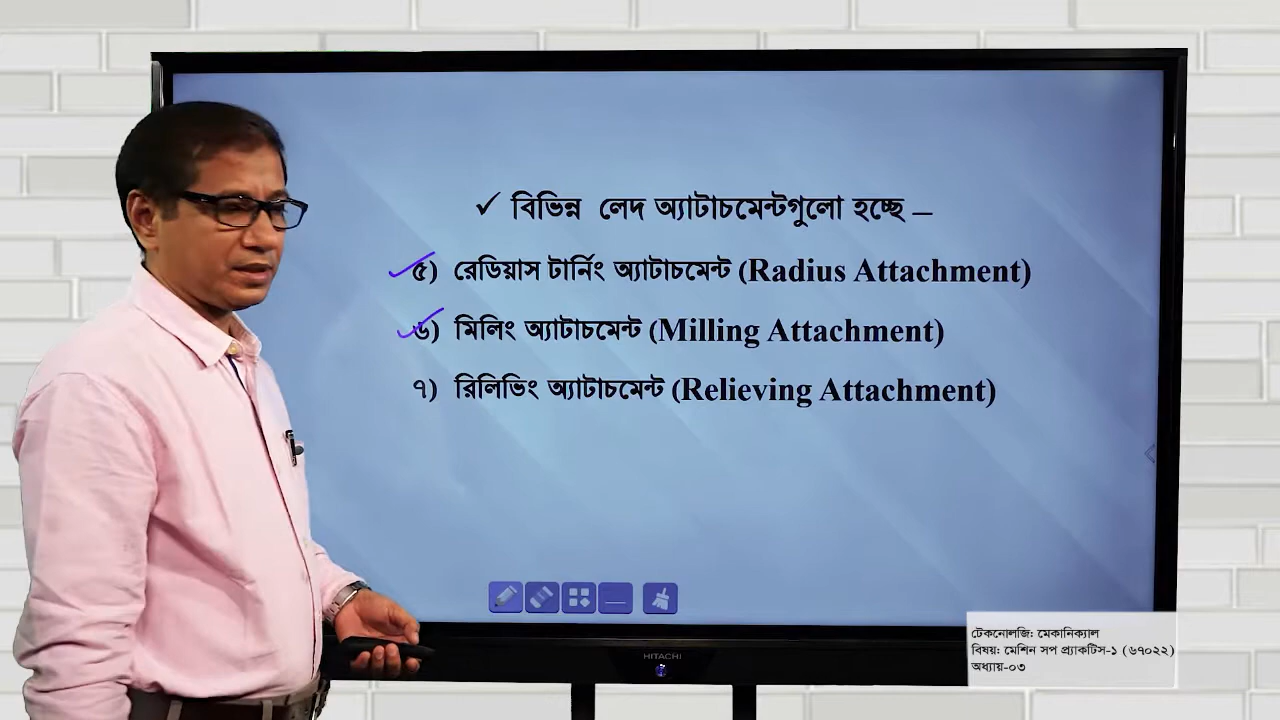 ✓ বিভিন্ন লেদ অ্যাটাচমেন্টগুলো হচ্ছে –
৫) রেডিয়াস টার্নিং অ্যাটাচমেন্ট (Radius Attachment)
৬) মিলিং অ্যাটাচমেন্ট (Milling Attachment)
৭) রিলিভিং অ্যাটাচমেন্ট (Relieving Attachment)
HITACHI
টেকনোলজি: মেকানিক্যাল
বিষয়: মেশিন সপ প্র্যাকটিস-১ (৬৭০২২)
অধ্যায়-০৩